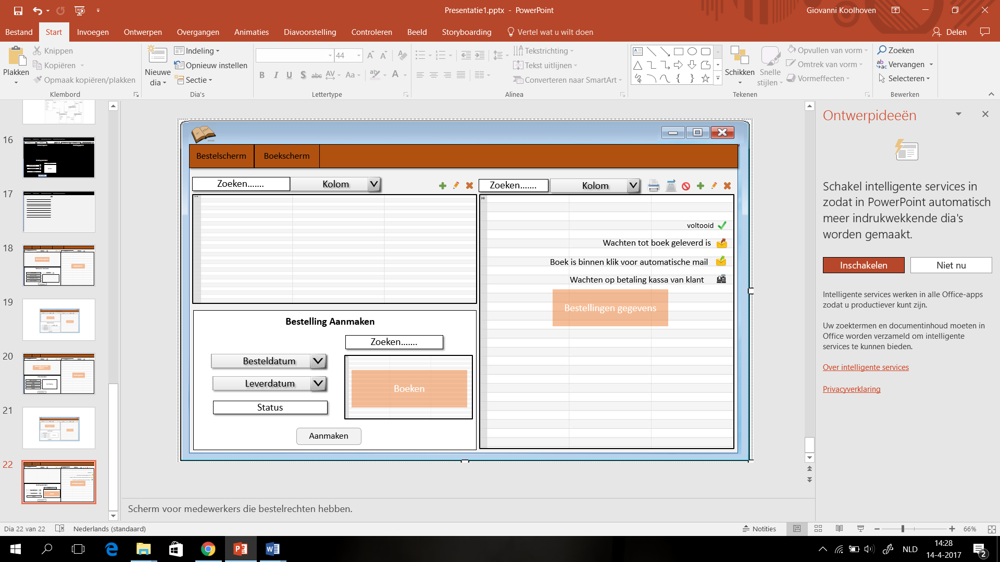 Presentatie1.pptx - PowerPoint
Giovanni Koolhoven
Bestand Start Invoegen Ontwerpen Overgangen Animaties Diavoorstelling Controleren Beeld Storyboarding Vertel wat u wilt doen Delen
Plakken
Knippen
Kopiëren
Opmaak kopiëren/plakken
Klembord
Nieuwe dia
Indeling
Opnieuw instellen
Sectie
Dia's
44
B I U S abc AV Aa A
Lettertype
Tekstrichting
Tekst uitlijnen
Converteren naar SmartArt
Alinea
Schikken
Snelle stijlen
Opvullen van vorm
Omtrek van vorm
Vormeffecten
Tekenen
Zoeken
Vervangen
Selecteren
Bewerken
16
17
18
19
20
21
22
Bestelscherm Boekscherm
Zoeken....... Kolom
Zoeken....... Kolom
voltooid
Wachten tot boek geleverd is
Boek is binnen klik voor automatische mail
Wachten op betaling kassa van klant
Bestellingen gegevens
Bestelling Aanmaken
Zoeken.......
Besteldatum
Leverdatum
Status
Boeken
Aanmaken
Scherm voor medewerkers die bestelrechten hebben.
Ontwerpideeën
Schakel intelligente services in
zodat in PowerPoint automatisch
meer indrukwekkende dia's
worden gemaakt.
Inschakelen Niet nu
Intelligente services werken in alle Office-apps
zodat u productiever kunt zijn.
Uw zoektermen en documentinhoud moeten in
Office worden verzameld om intelligente
services te kunnen bieden.
Over intelligente services
Privacyverklaring
Dia 22 van 22 Nederlands (standaard) Notities 66%
NLD
14:28
14-4-2017
2